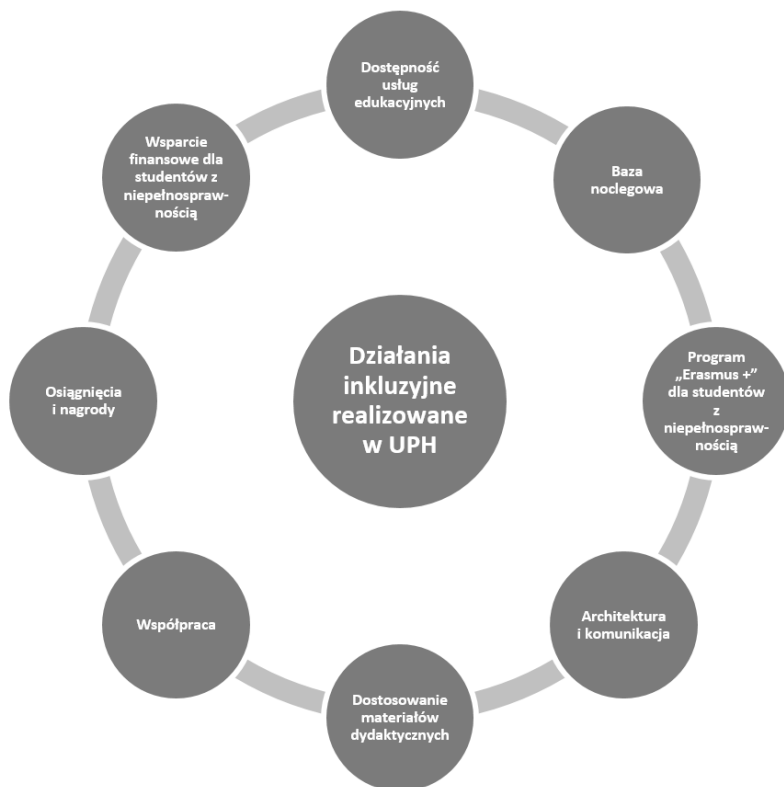 Dostępność
usług
edukacyjnych
Wsparcie
finansowe dla
studentów z
niepełnospraw-
nością
Baza
noclegowa
Osiągnięcia
i nagrody
Działania
inkluzyjne
realizowane
w UPH
Program
„Erasmus +”
dla studentów
z
niepełnospraw-
nością
Współpraca
Architektura
i komunikacja
Dostosowanie
materiałów
dydaktycznych